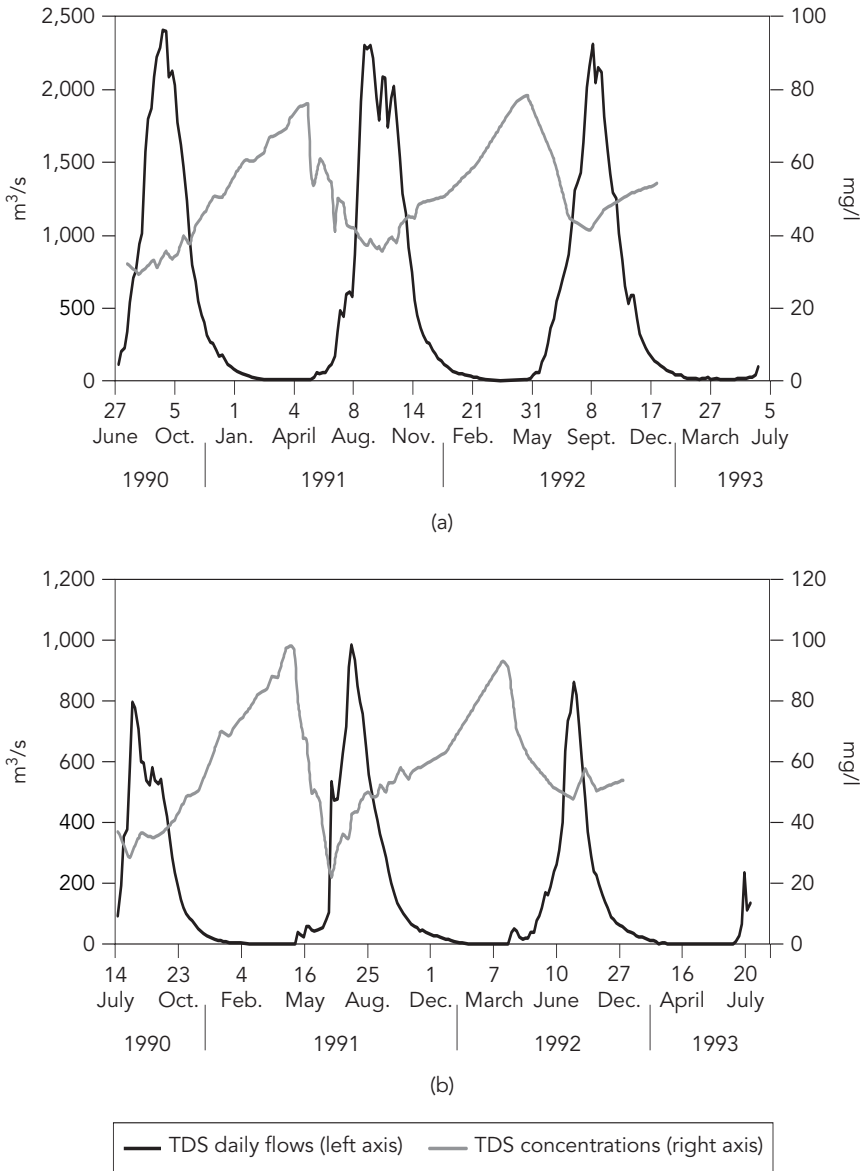 2,500
2,000
1,500
1,000
500
0
m³/s
100
80
60
40
20
0
mg/l
27 5 1 4 8 14 21 31 8 17 27 5
June Oct. Jan. April Aug. Nov. Feb. May Sept. Dec. March July
1990 1991 1992 1993
(a)
1,200
1,000
800
600
400
200
0
m³/s
120
100
80
60
40
20
0
mg/l
14 23 4 16 25 1 7 10 27 16 20
July Oct. Feb. May Aug. Dec. March June Dec. April July
1990 1991 1992 1993
(b)
TDS daily flows (left axis) TDS concentrations (right axis)